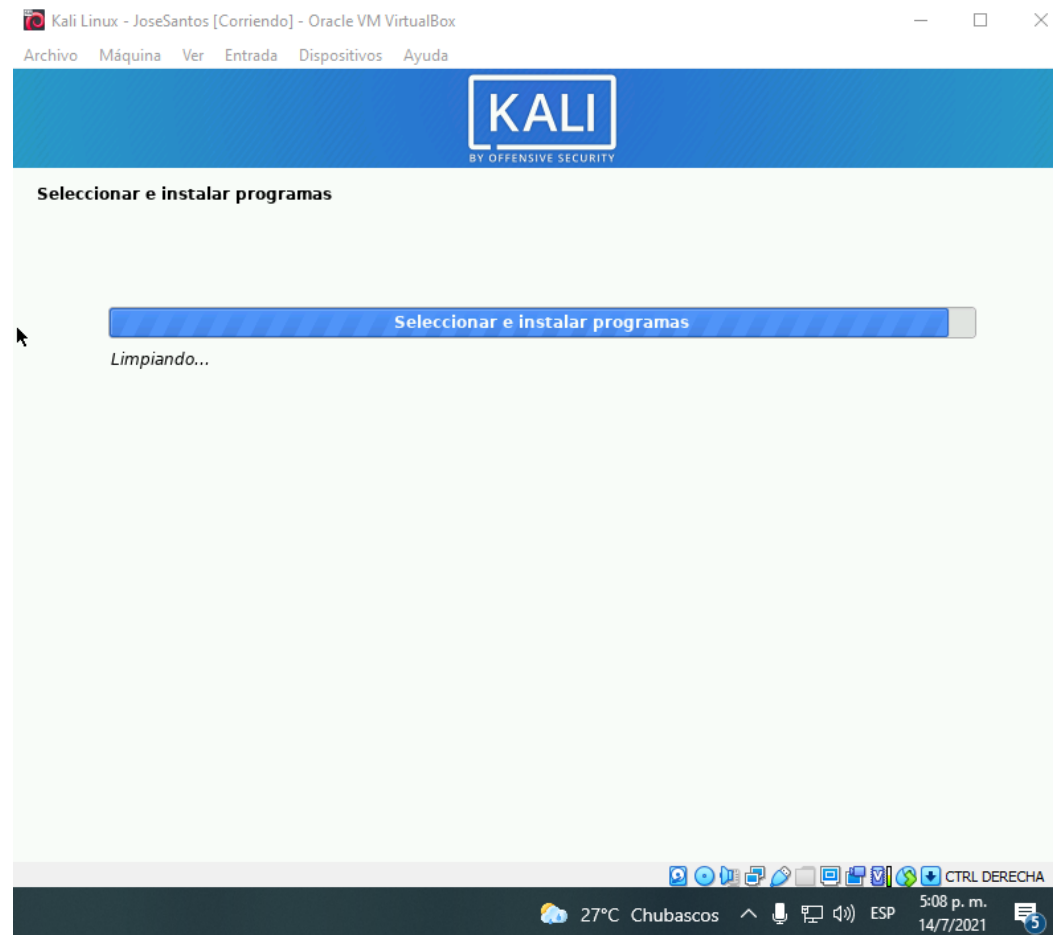 Kali Linux - JoseSantos [Corriendo] - Oracle VM VirtualBox
Archivo Máquina Ver Entrada Dispositivos Ayuda
KALI
BY OFFENSIVE SECURITY
Seleccionar e instalar programas
Seleccionar e instalar programas
Limpiando...
CTRL DERECHA
27°C Chubascos ESP 5:08 p. m.
14/7/2021 5